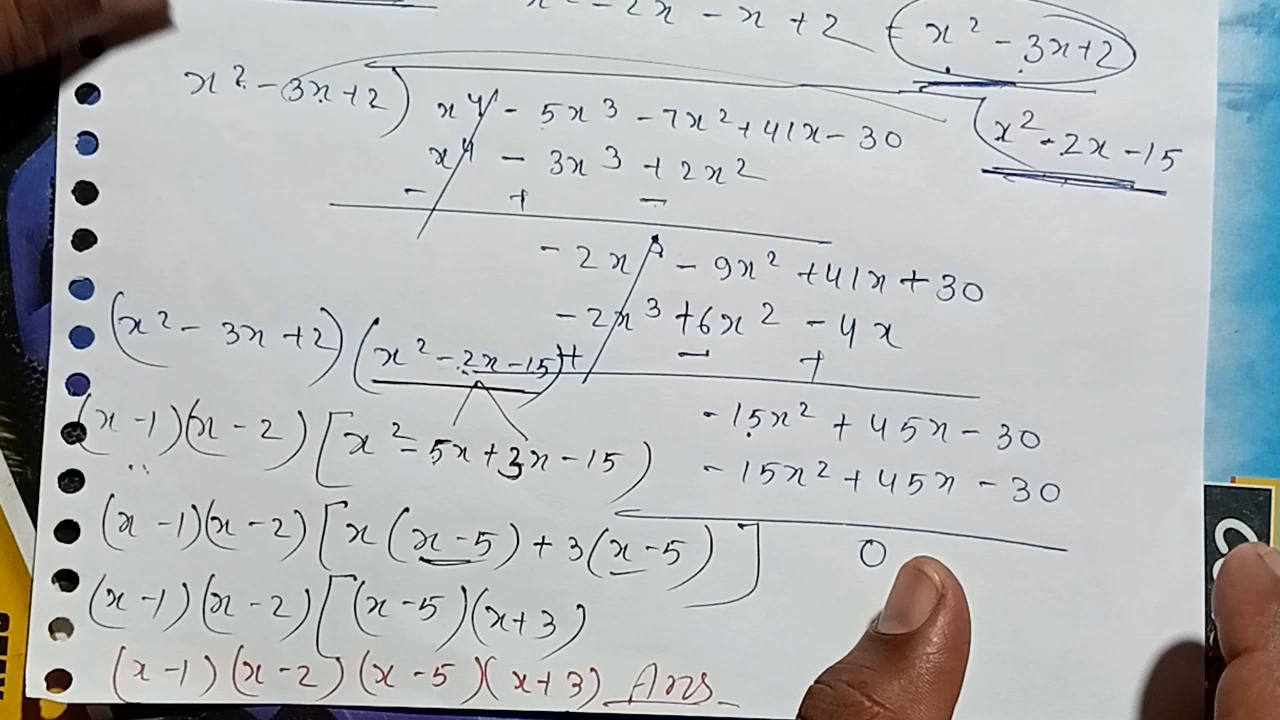 x² - 2x - x + 2 = x² - 3x + 2
x² - 3x + 2 ) x⁴ - 5x³ - 7x² + 41x - 30 ( x² - 2x - 15
x⁴ - 3x³ + 2x²
- + -
- 2x³ - 9x² + 41x + 30
- 2x³ + 6x² - 4x
+ - +
- 15x² + 45x - 30
- 15x² + 45x - 30
0
(x² - 3x + 2)(x² - 2x - 15)
(x - 1)(x - 2)[x² - 5x + 3x - 15)
(x - 1)(x - 2)[x(x - 5) + 3(x - 5)]
(x - 1)(x - 2)[(x - 5)(x + 3)
(x - 1)(x - 2)(x - 5)(x + 3) Ans